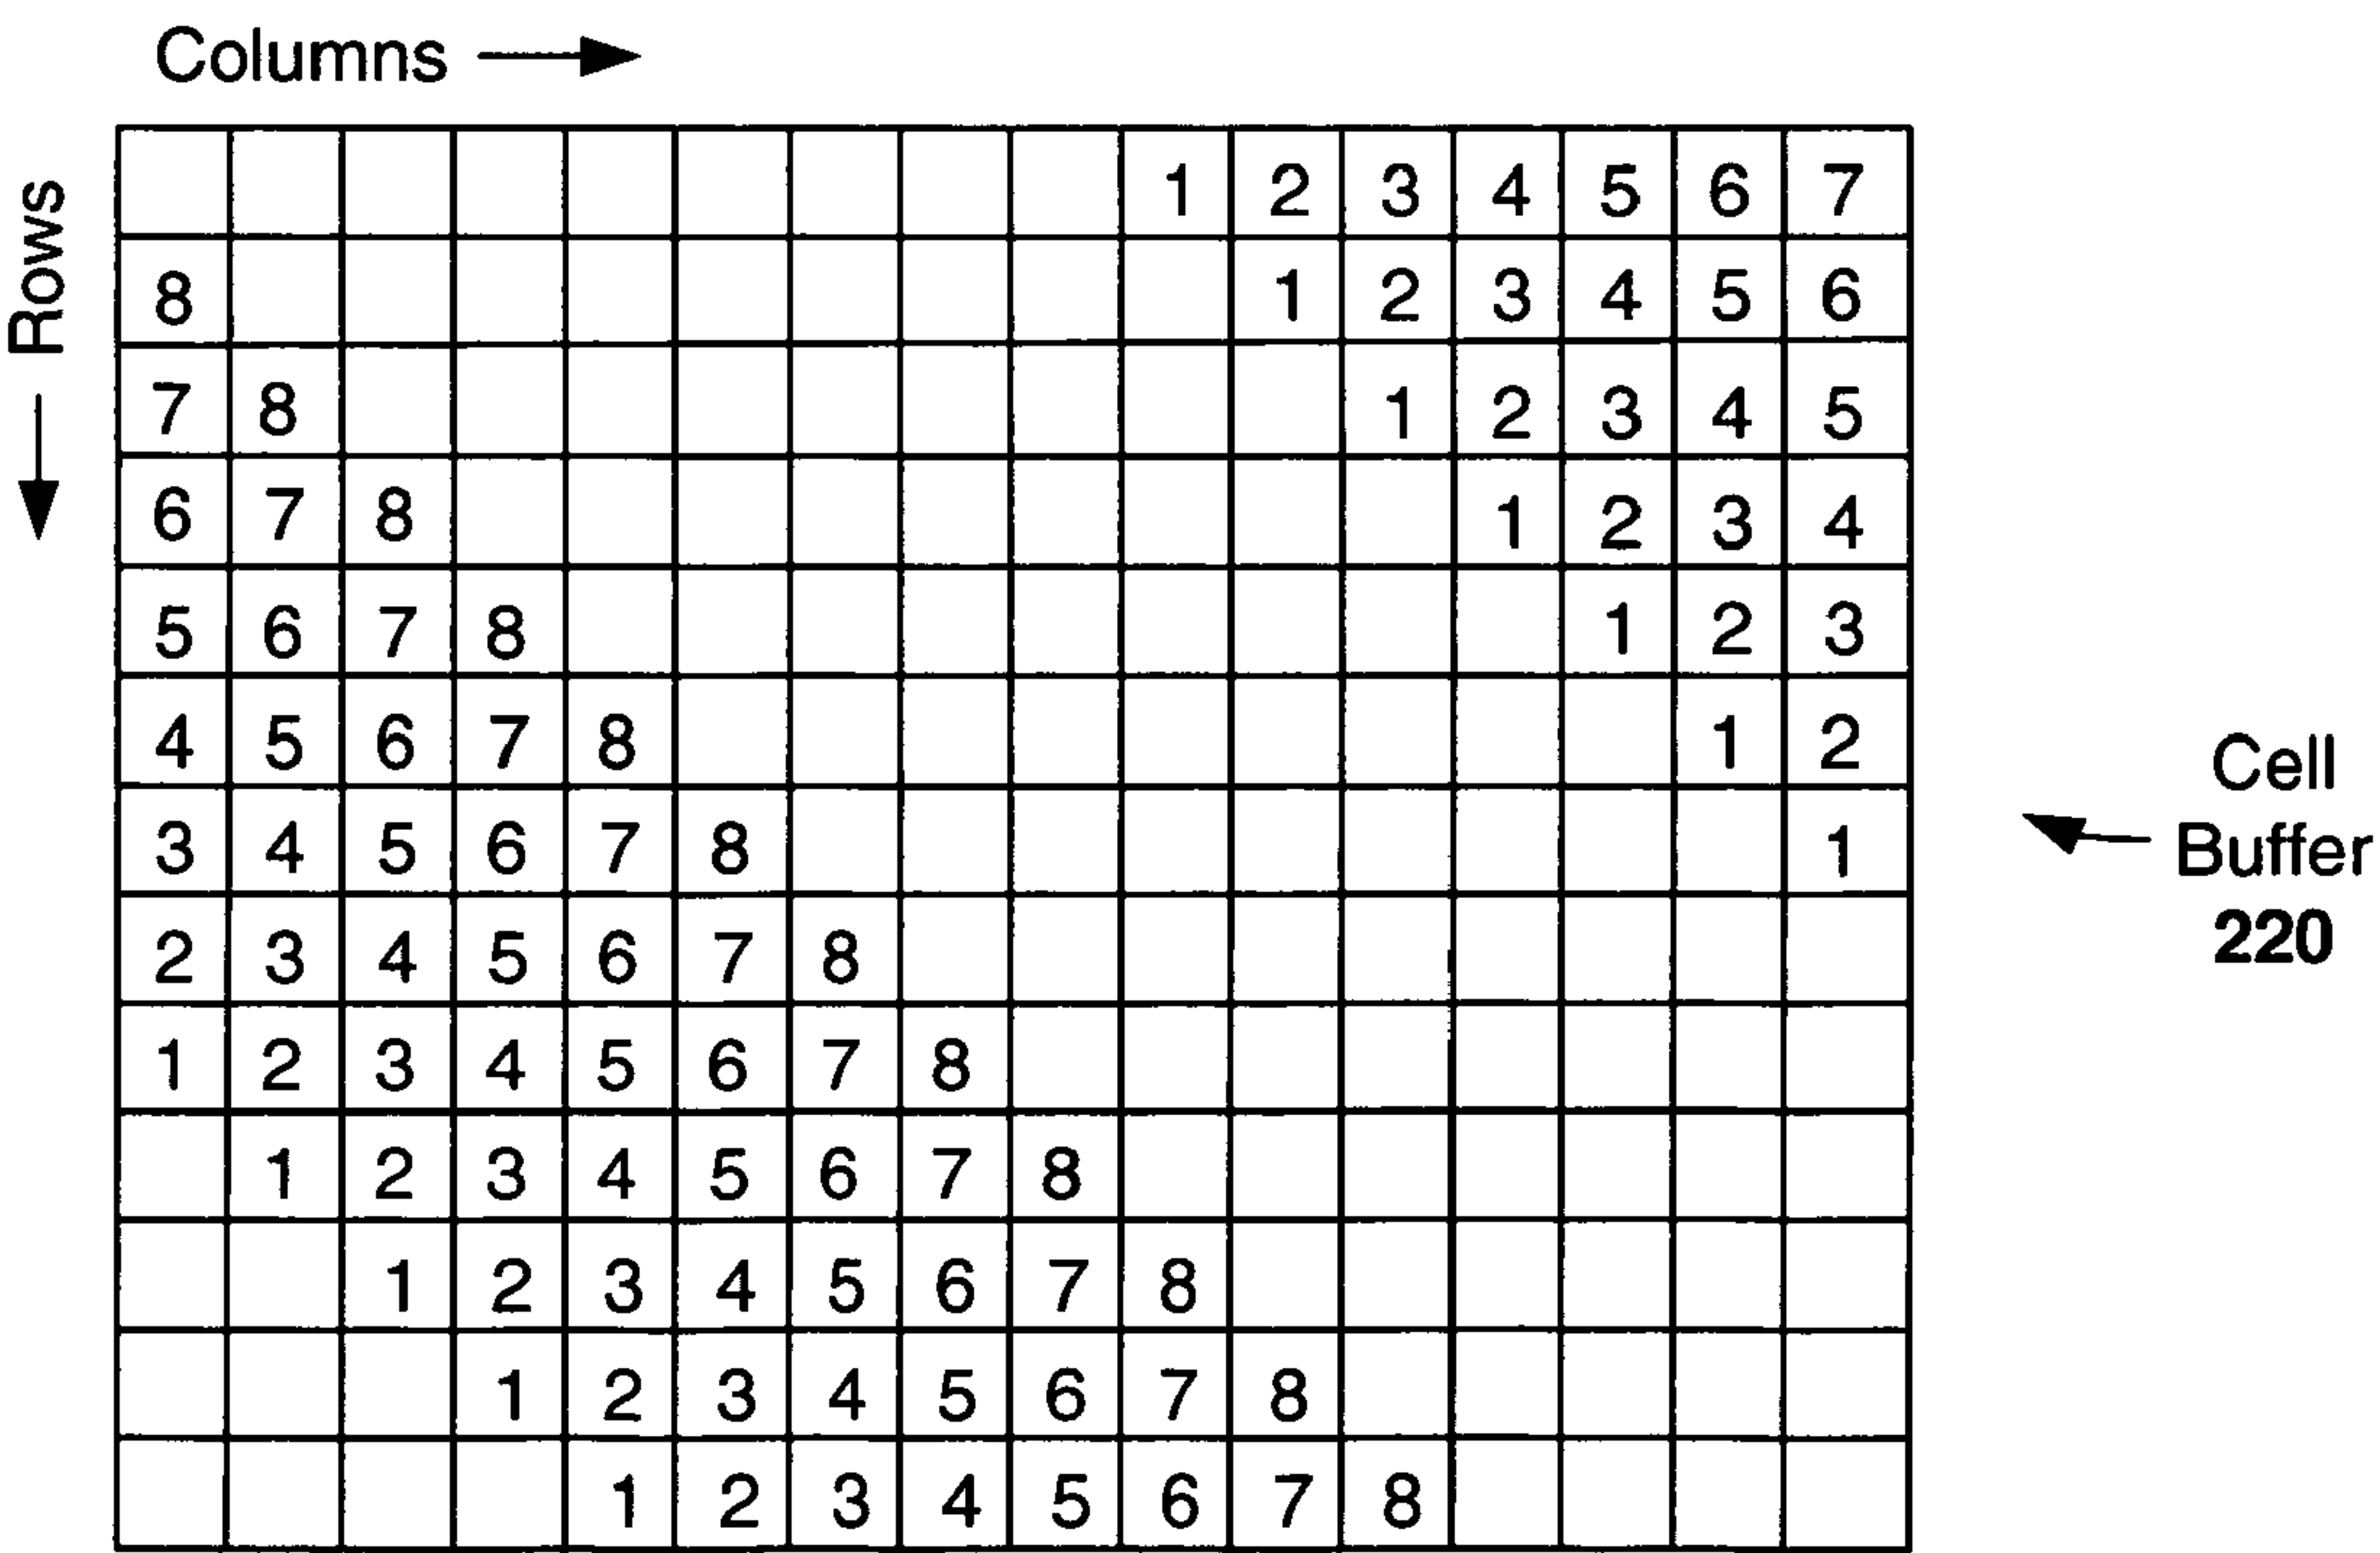 Columns
Rows
1 2 3 4 5 6 7
8 1 2 3 4 5 6
7 8 1 2 3 4 5
6 7 8 1 2 3 4
5 6 7 8 1 2 3
4 5 6 7 8 1 2
3 4 5 6 7 8 1
2 3 4 5 6 7 8
1 2 3 4 5 6 7 8
1 2 3 4 5 6 7 8
1 2 3 4 5 6 7 8
1 2 3 4 5 6 7 8
1 2 3 4 5 6 7 8
Cell
Buffer
220